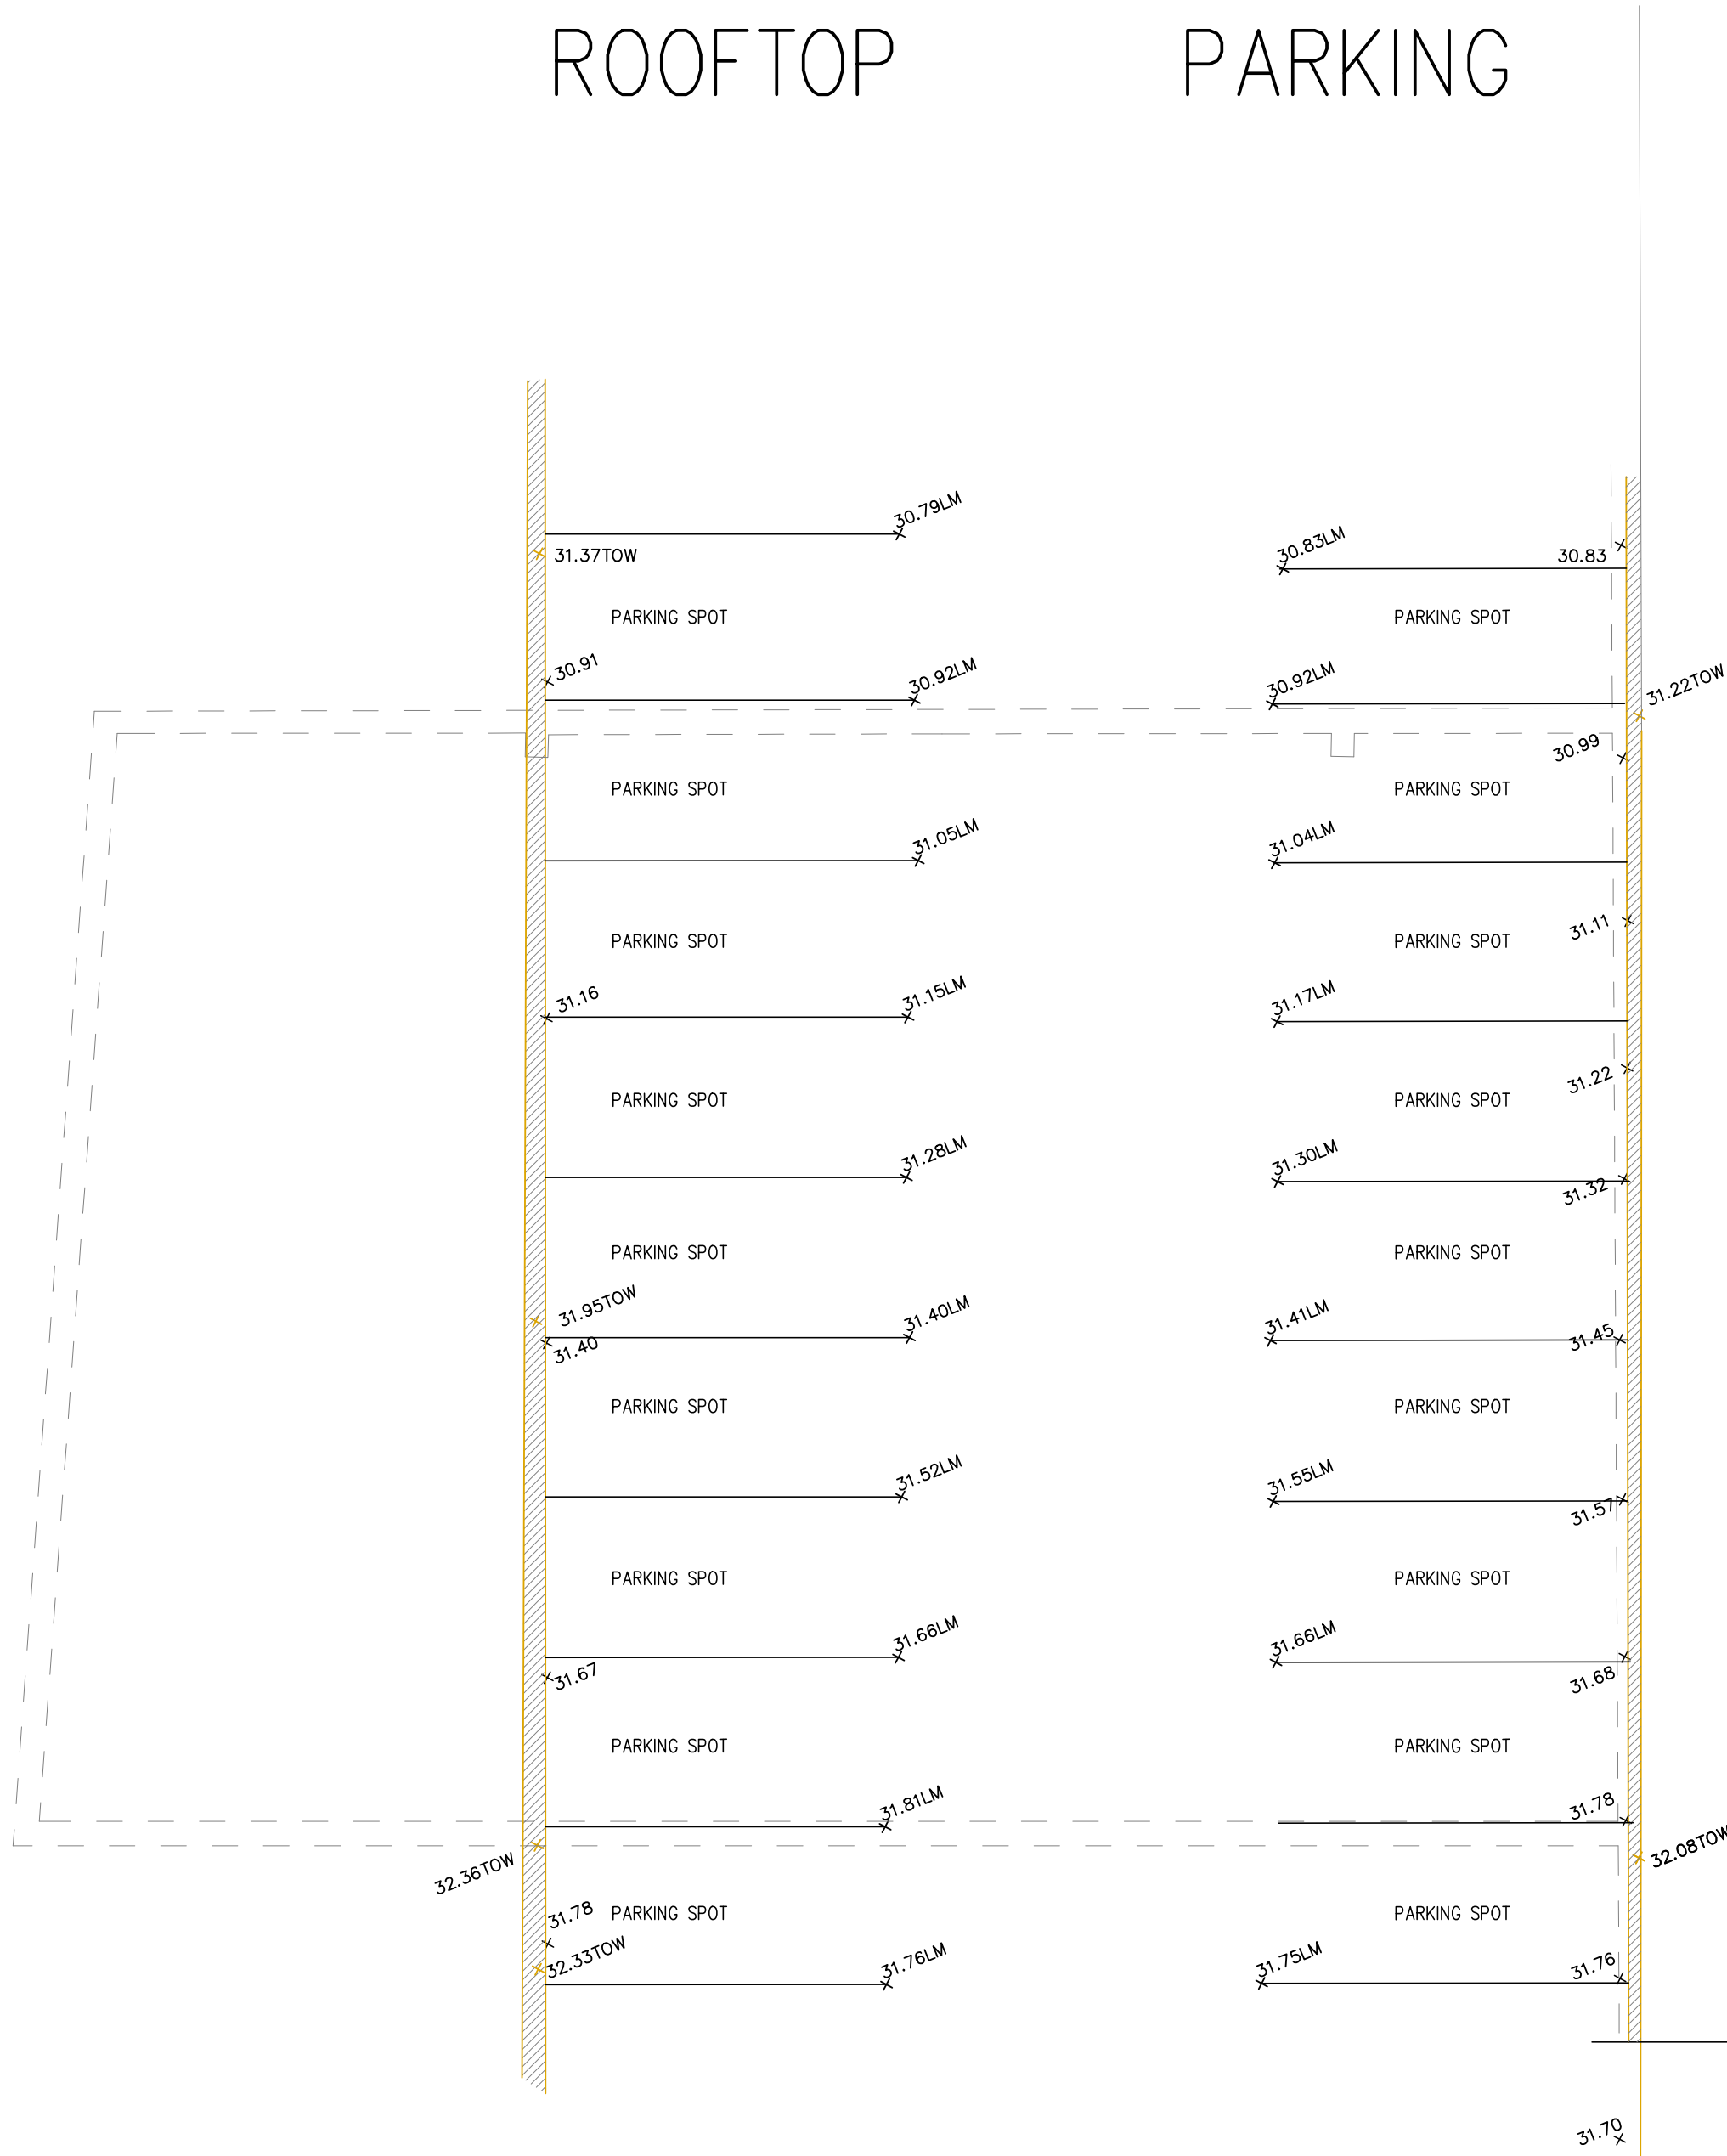 ROOFTOP PARKING
30.79LM
30.83LM
31.37TOW
30.83
PARKING SPOT
PARKING SPOT
30.91
30.92LM
30.92LM
31.22TOW
30.99
PARKING SPOT
PARKING SPOT
31.05LM
31.04LM
31.11
PARKING SPOT
PARKING SPOT
31.16
31.15LM
31.17LM
31.22
PARKING SPOT
PARKING SPOT
31.28LM
31.30LM
31.32
PARKING SPOT
PARKING SPOT
31.95TOW
31.40LM
31.41LM
31.45
31.40
PARKING SPOT
PARKING SPOT
31.52LM
31.55LM
31.57
PARKING SPOT
PARKING SPOT
31.66LM
31.66LM
31.67
31.68
PARKING SPOT
PARKING SPOT
31.81LM
31.78
32.08TOW
32.36TOW
31.78
PARKING SPOT
PARKING SPOT
32.33TOW
31.76LM
31.75LM
31.76
31.70